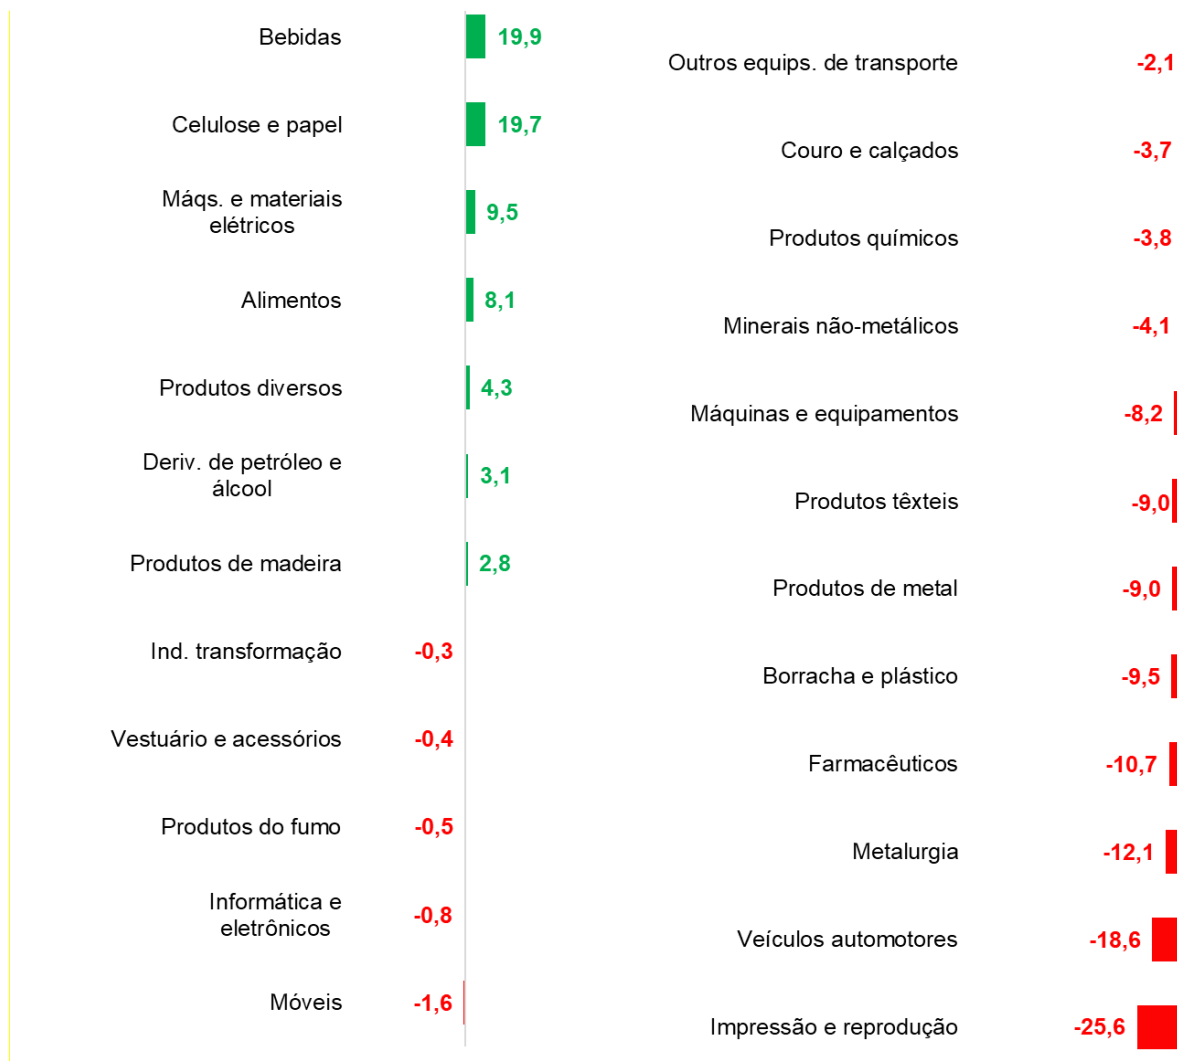 Bebidas 19,9
Celulose e papel 19,7
Máqs. e materiais
elétricos 9,5
Alimentos 8,1
Produtos diversos 4,3
Deriv. de petróleo e
álcool 3,1
Produtos de madeira 2,8
Ind. transformação -0,3
Vestuário e acessórios -0,4
Produtos do fumo -0,5
Informática e
eletrônicos -0,8
Móveis -1,6
Outros equips. de transporte -2,1
Couro e calçados -3,7
Produtos químicos -3,8
Minerais não-metálicos -4,1
Máquinas e equipamentos -8,2
Produtos têxteis -9,0
Produtos de metal -9,0
Borracha e plástico -9,5
Farmacêuticos -10,7
Metalurgia -12,1
Veículos automotores -18,6
Impressão e reprodução -25,6